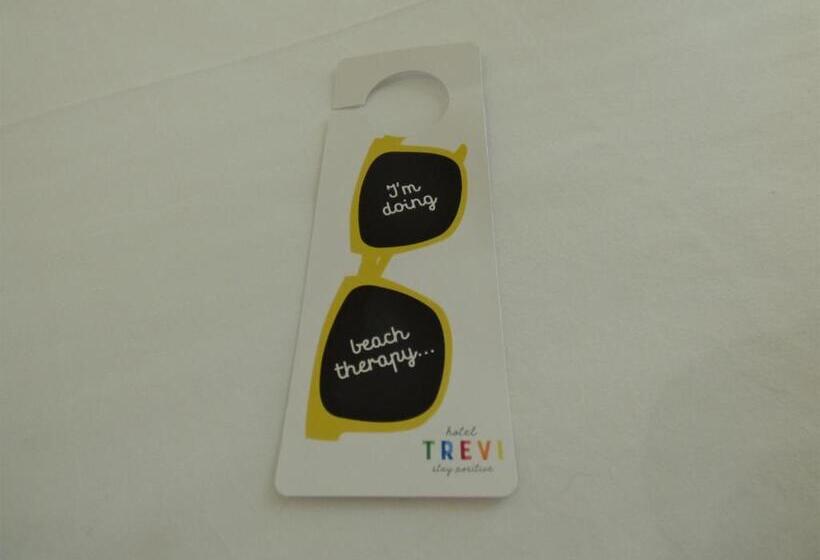 I'm
doing
beach
therapy...
hotel
TREVI
stay positive